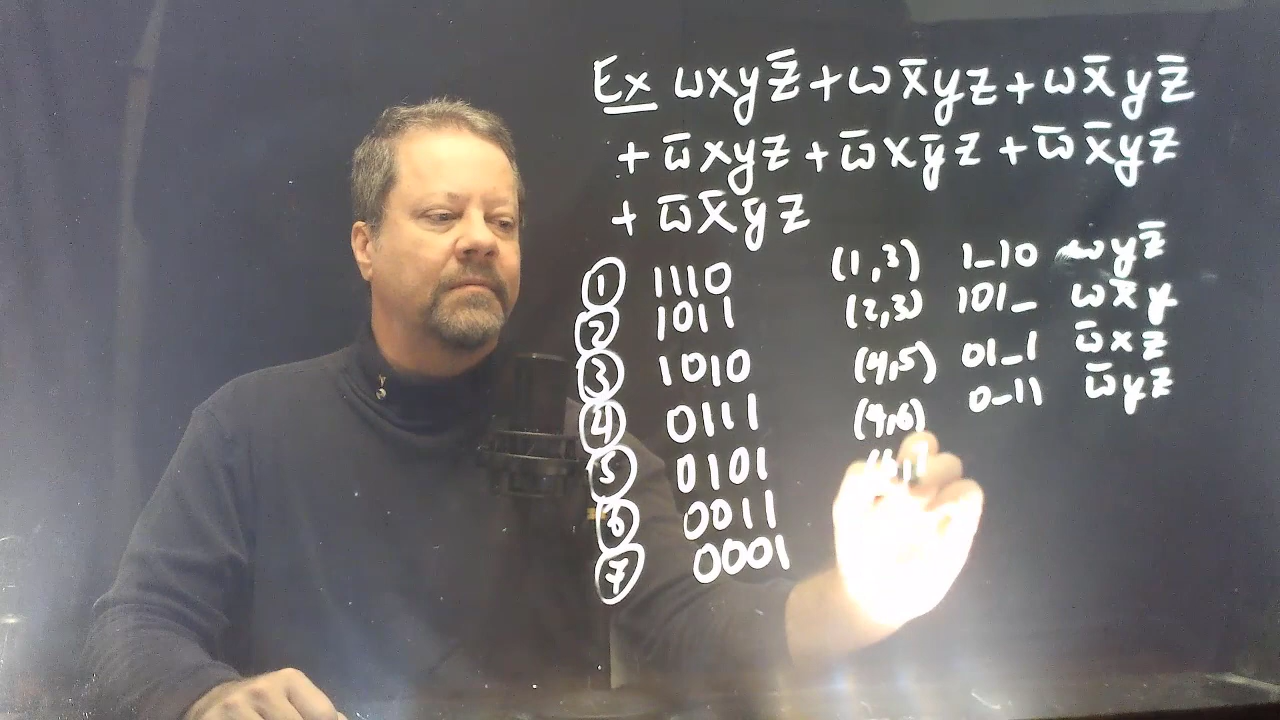 Ex wxyz̄ + wx̄yz + wx̄yz̄
+ w̄xyz + w̄xȳz + w̄x̄yz
+ w̄x̄ȳz
① 1110 (1,3) 1_10 wyz̄
② 1011 (2,3) 101_ wx̄y
③ 1010 (4,5) 01_1 w̄xz
④ 0111 (4,6) 0_11 w̄yz
⑤ 0101
⑥ 0011
⑦ 0001